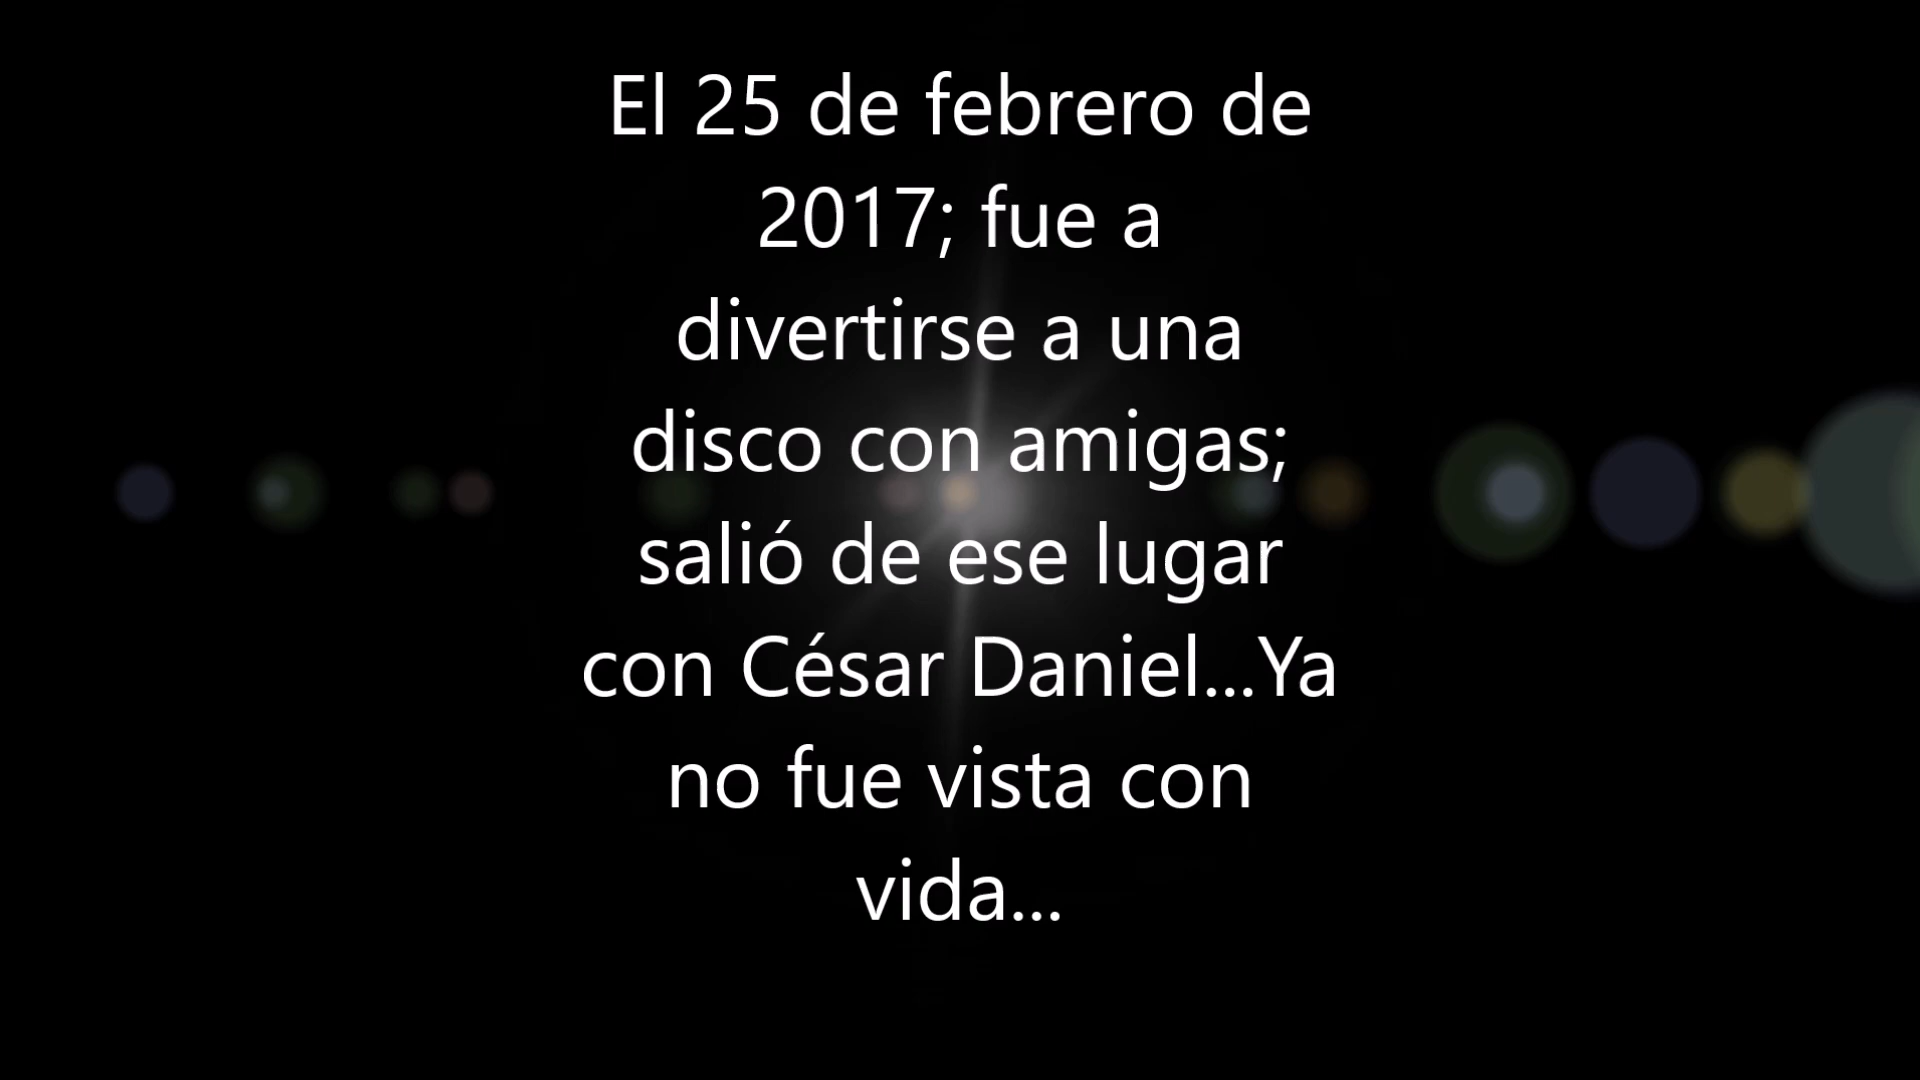 El 25 de febrero de
2017; fue a
divertirse a una
disco con amigas;
salió de ese lugar
con César Daniel...Ya
no fue vista con
vida...